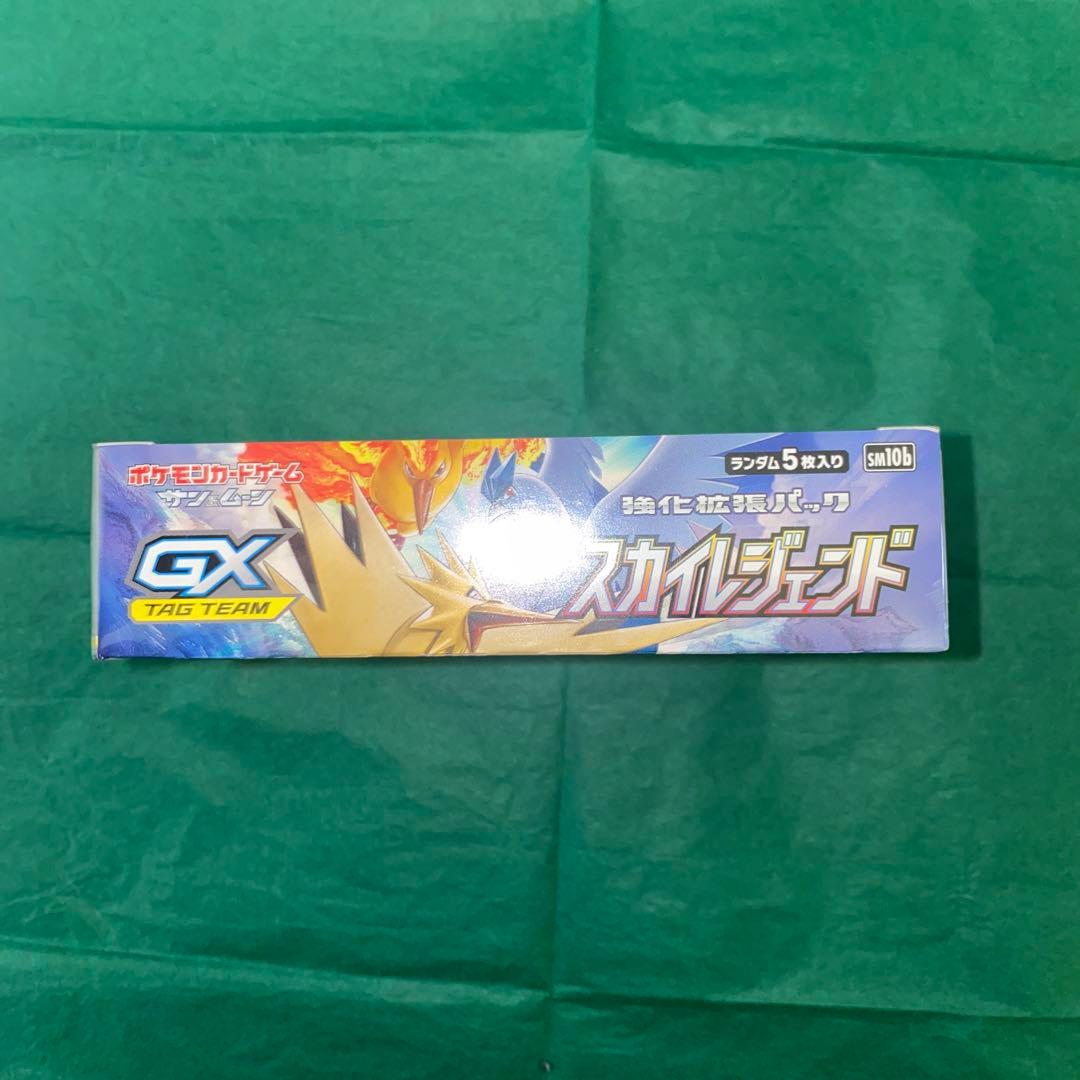 ポケモンカードゲーム
サン&ムーン
GX
TAG TEAM
ランダム5枚入り
SM10b
強化拡張パック
スカイレジェンド